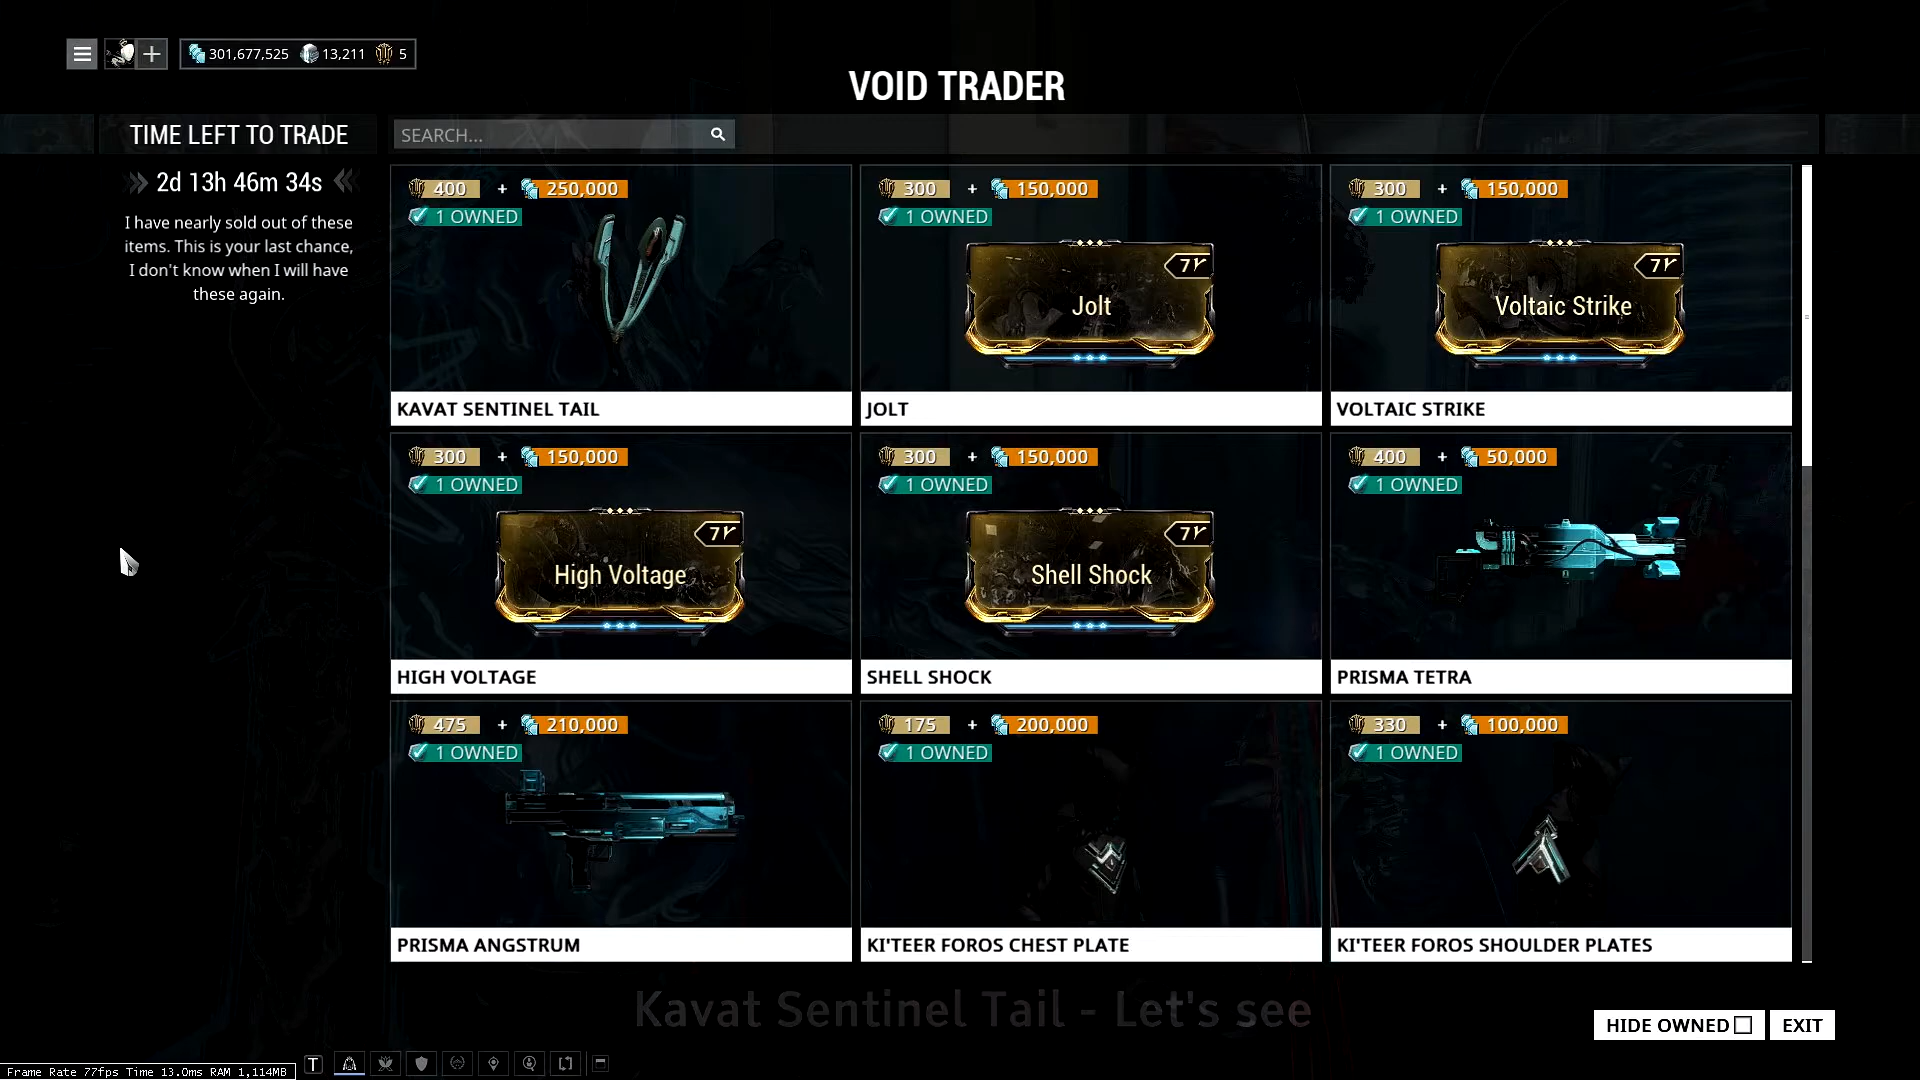 301,677,525 13,211 5
VOID TRADER
TIME LEFT TO TRADE
SEARCH...
2d 13h 46m 34s
I have nearly sold out of these
items. This is your last chance,
I don't know when I will have
these again.
400 + 250,000
1 OWNED
KAVAT SENTINEL TAIL
300 + 150,000
1 OWNED
7
Jolt
JOLT
300 + 150,000
1 OWNED
7
Voltaic Strike
VOLTAIC STRIKE
300 + 150,000
1 OWNED
7
High Voltage
HIGH VOLTAGE
300 + 150,000
1 OWNED
7
Shell Shock
SHELL SHOCK
400 + 50,000
1 OWNED
PRISMA TETRA
475 + 210,000
1 OWNED
PRISMA ANGSTRUM
175 + 200,000
1 OWNED
KI'TEER FOROS CHEST PLATE
330 + 100,000
1 OWNED
KI'TEER FOROS SHOULDER PLATES
Kavat Sentinel Tail - Let's see
HIDE OWNED
EXIT
T
Frame Rate 77fps Time 13.0ms RAM 1,114MB